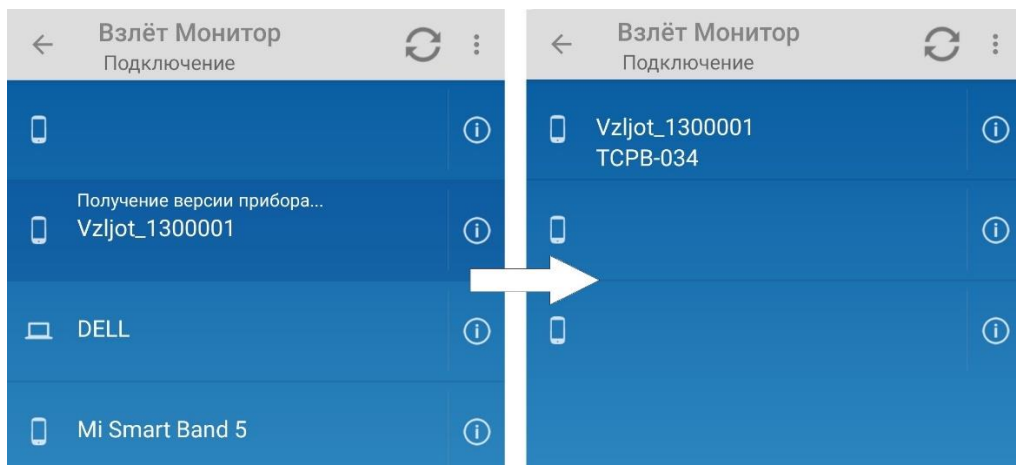 Взлёт Монитор
Подключение
Получение версии прибора...
Vzljot_1300001
DELL
Mi Smart Band 5
Взлёт Монитор
Подключение
Vzljot_1300001
ТСРВ-034